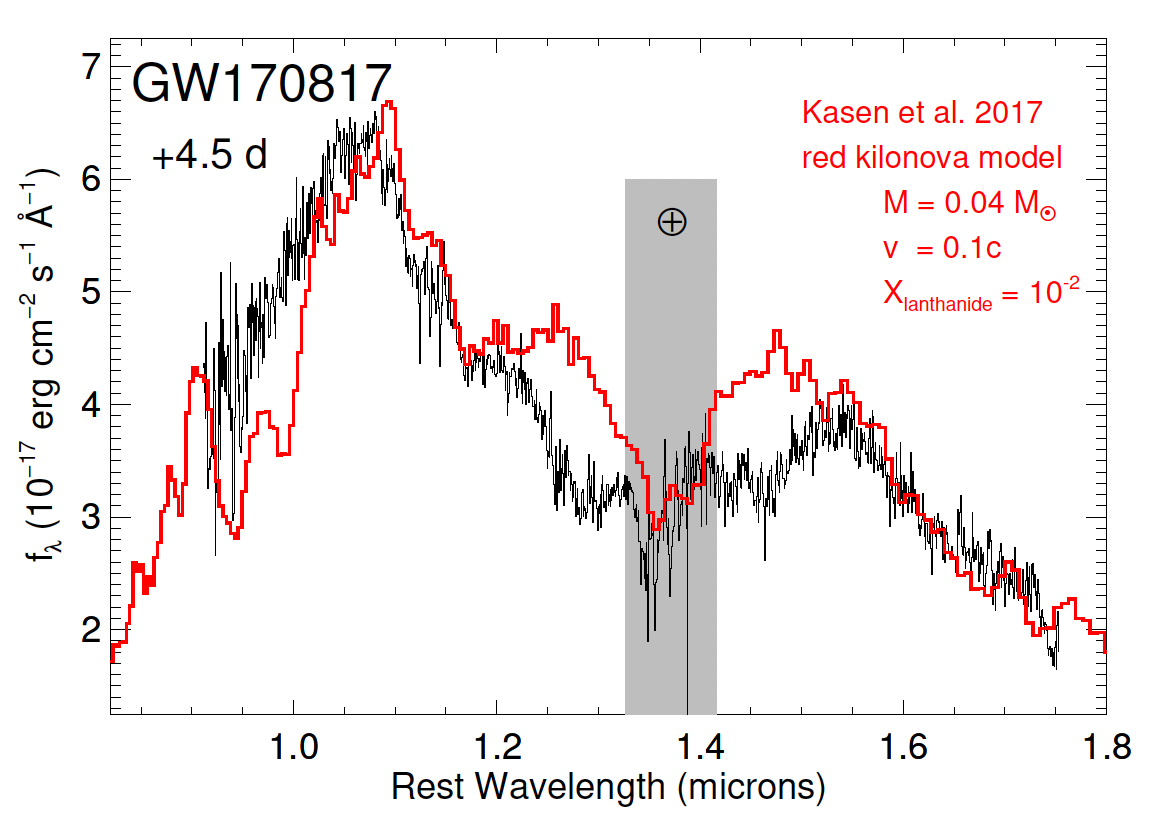 GW170817
+4.5 d
Kasen et al. 2017
red kilonova model
M = 0.04 M☉
v = 0.1c
Xlanthanide = 10⁻²
⊕
7
6
5
4
3
2
fλ (10⁻¹⁷ erg cm⁻² s⁻¹ Å⁻¹)
1.0 1.2 1.4 1.6 1.8
Rest Wavelength (microns)